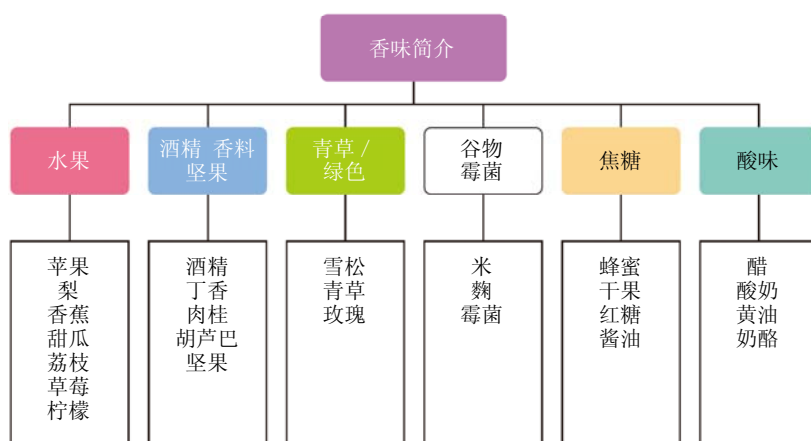 香味简介
水果
酒精 香料
坚果
青草 /
绿色
谷物
霉菌
焦糖
酸味
苹果
梨
香蕉
甜瓜
荔枝
草莓
柠檬
酒精
丁香
肉桂
胡芦巴
坚果
雪松
青草
玫瑰
米
麴
霉菌
蜂蜜
干果
红糖
酱油
醋
酸奶
黄油
奶酪